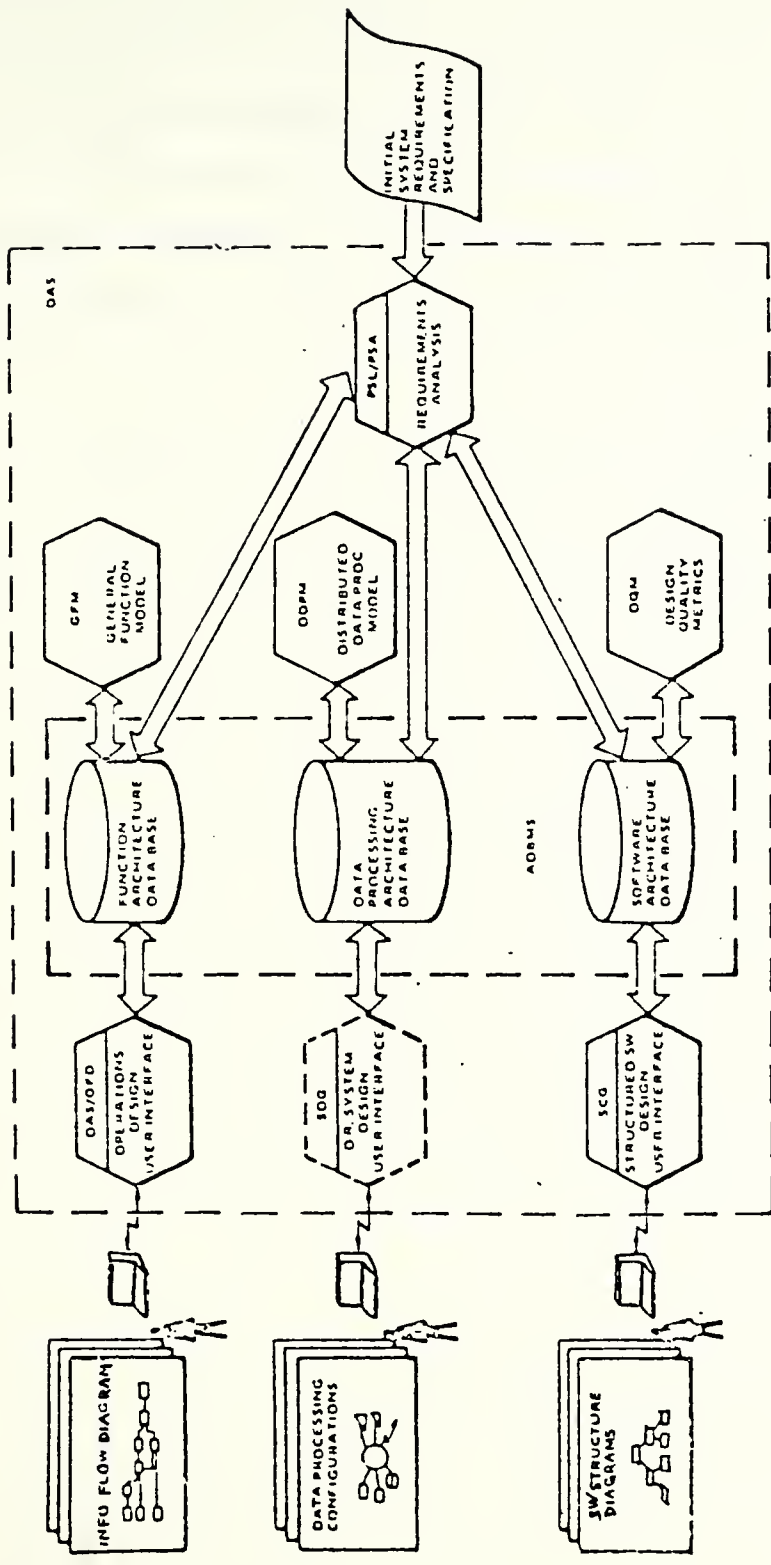 INFO FLOW DIAGRAM
DAS/OFD
OPERATIONS
DESIGN
USER INTERFACE
FUNCTION
ARCHITECTURE
DATA BASE
GFM
GENERAL
FUNCTION
MODEL
DAS
DATA PROCESSING
CONFIGURATIONS
SDG
DP. SYSTEM
DESIGN
USER INTERFACE
DATA
PROCESSING
ARCHITECTURE
DATA BASE
DDPM
DISTRIBUTED
DATA PROC
MODEL
PSL/PSA
REQUIREMENTS
ANALYSIS
INITIAL
SYSTEM
REQUIREMENTS
AND
SPECIFICATION
ADBMS
SW STRUCTURE
DIAGRAMS
SCG
STRUCTURED SW
DESIGN
USER INTERFACE
SOFTWARE
ARCHITECTURE
DATA BASE
DQM
DESIGN
QUALITY
METRICS